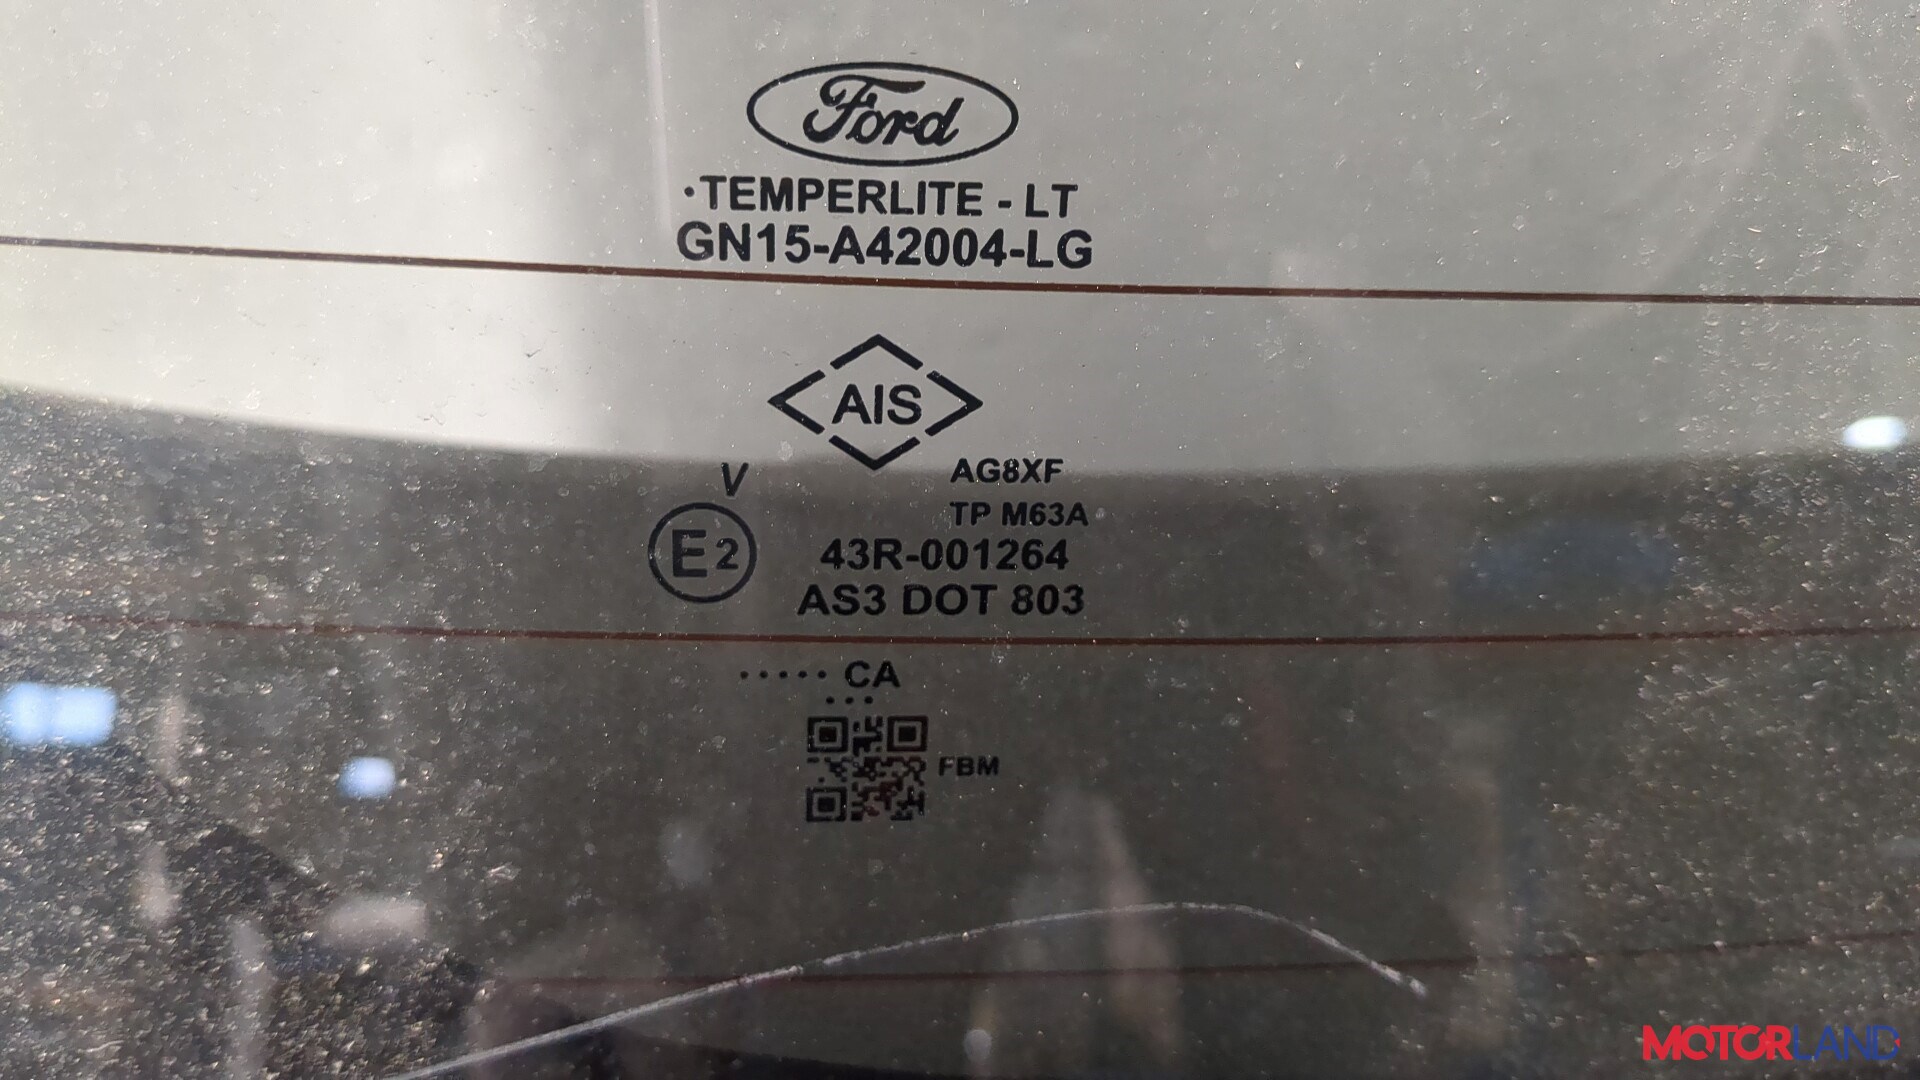 Ford
·TEMPERLITE - LT
GN15-A42004-LG
AIS
V
AG8XF
TP M63A
E2
43R-001264
AS3 DOT 803
..... CA
...
FBM
MOTORLAND